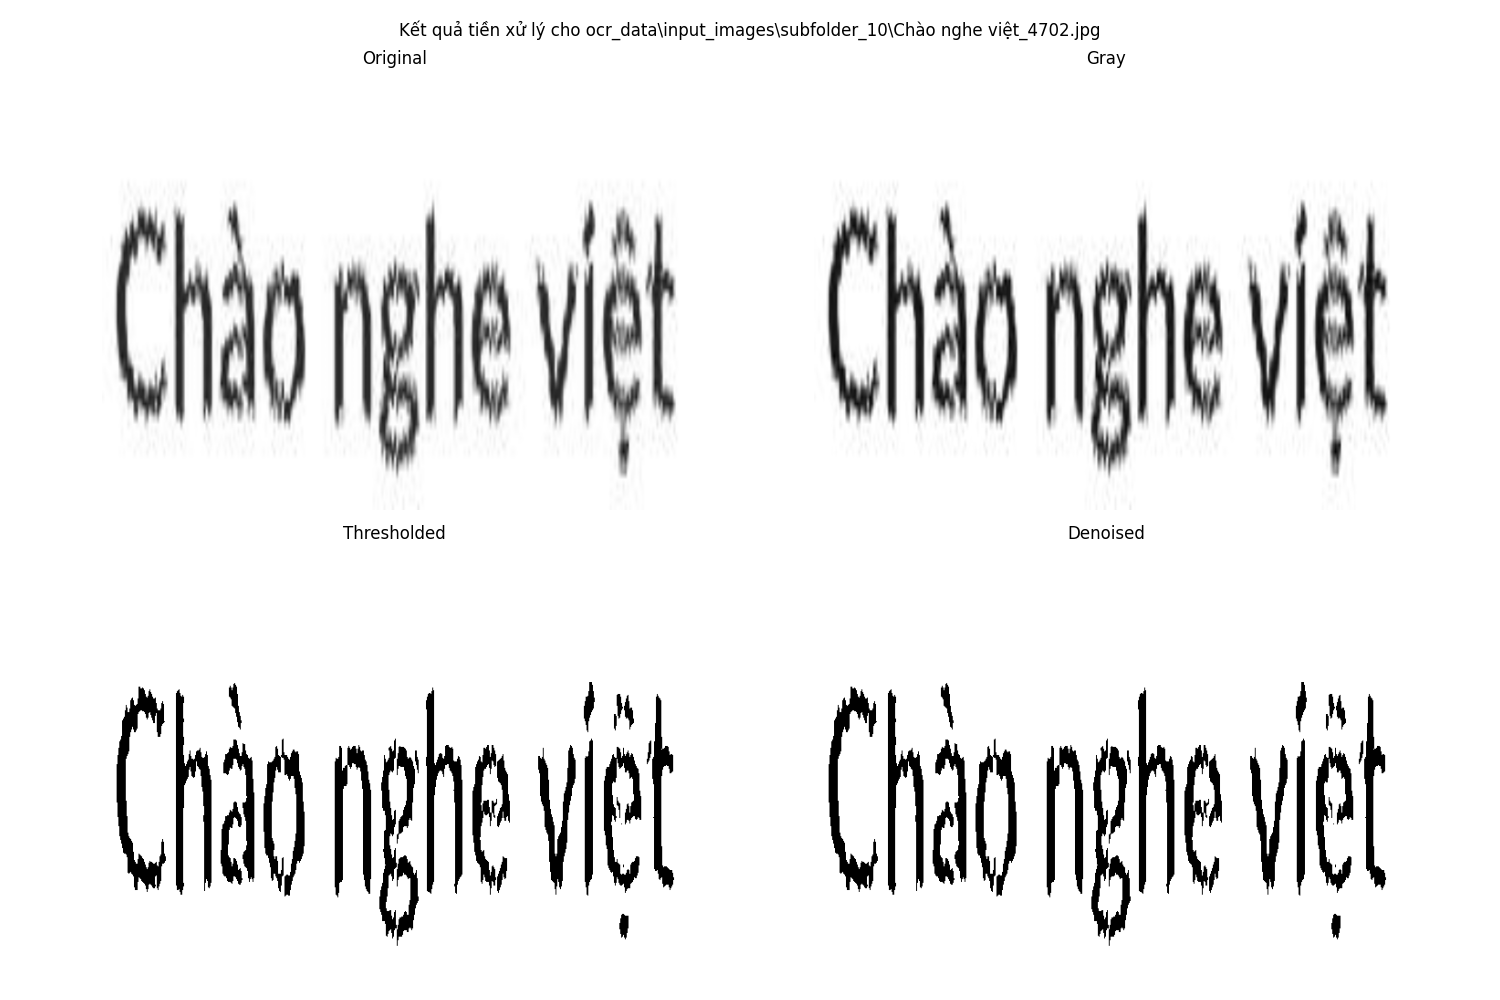 Kết quả tiền xử lý cho ocr_data\input_images\subfolder_10\Chào nghe việt_4702.jpg
Original
Gray
Chào nghe việt
Chào nghe việt
Thresholded
Denoised
Chào nghe việt
Chào nghe việt